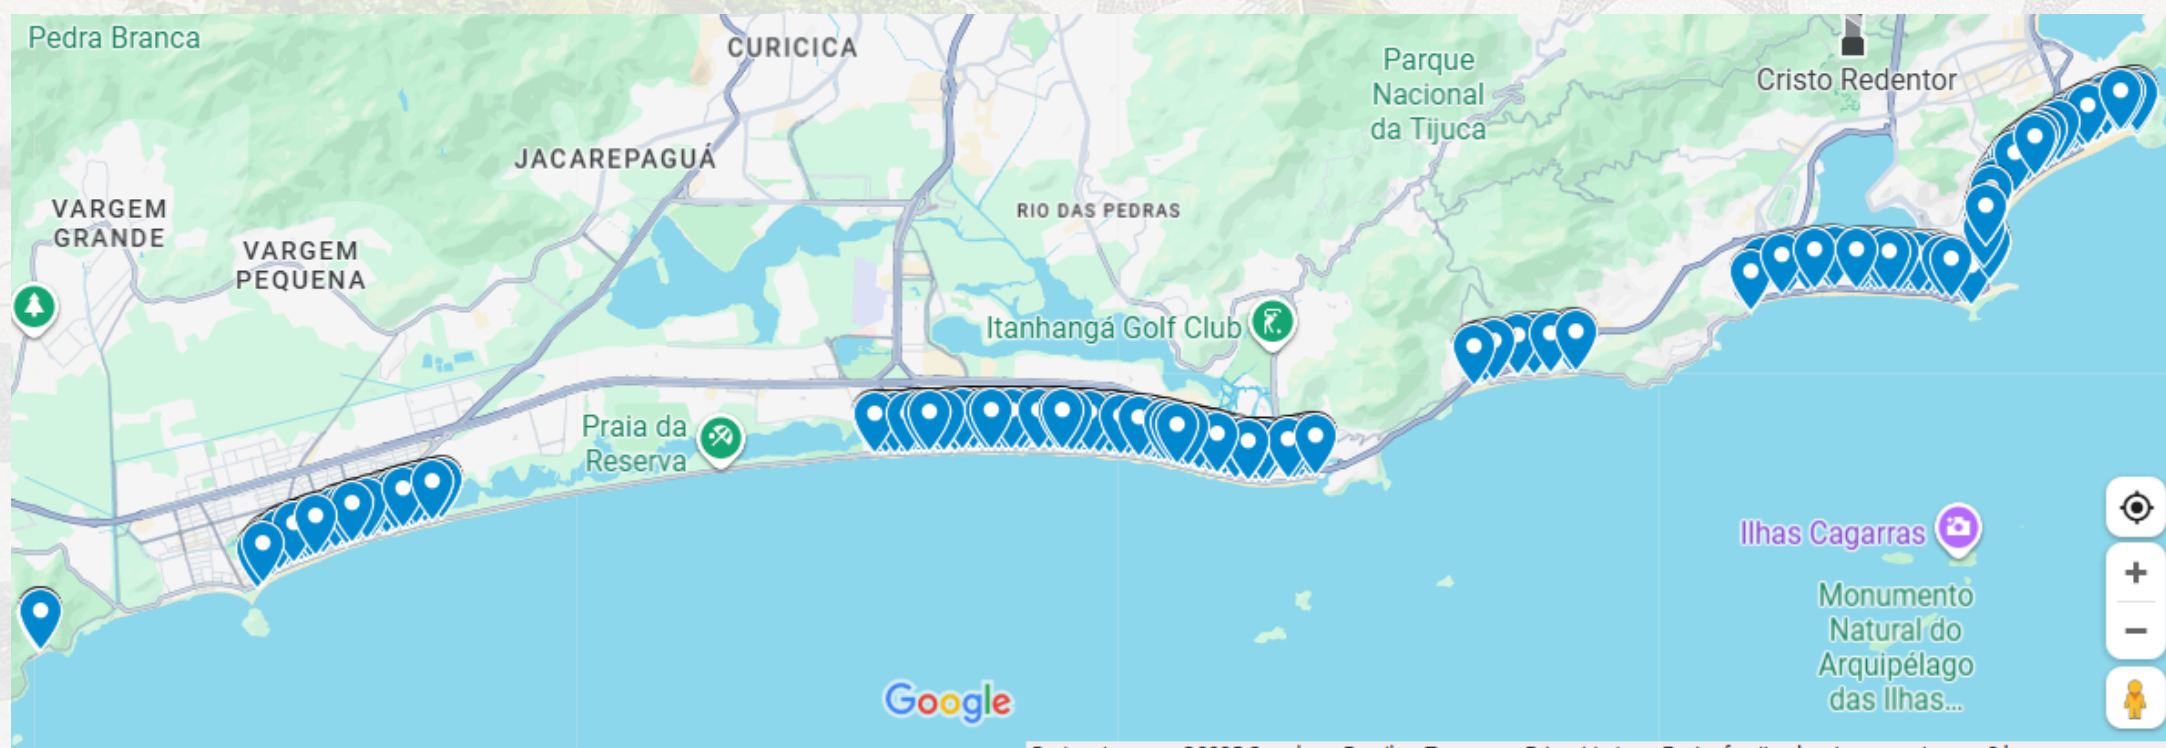 Pedra Branca
CURICICA
Parque
Nacional
da Tijuca
Cristo Redentor
JACAREPAGUÁ
VARGEM
GRANDE
RIO DAS PEDRAS
VARGEM
PEQUENA
Itanhangá Golf Club
Praia da
Reserva
Ilhas Cagarras
Monumento
Natural do
Arquipélago
das Ilhas...
Google